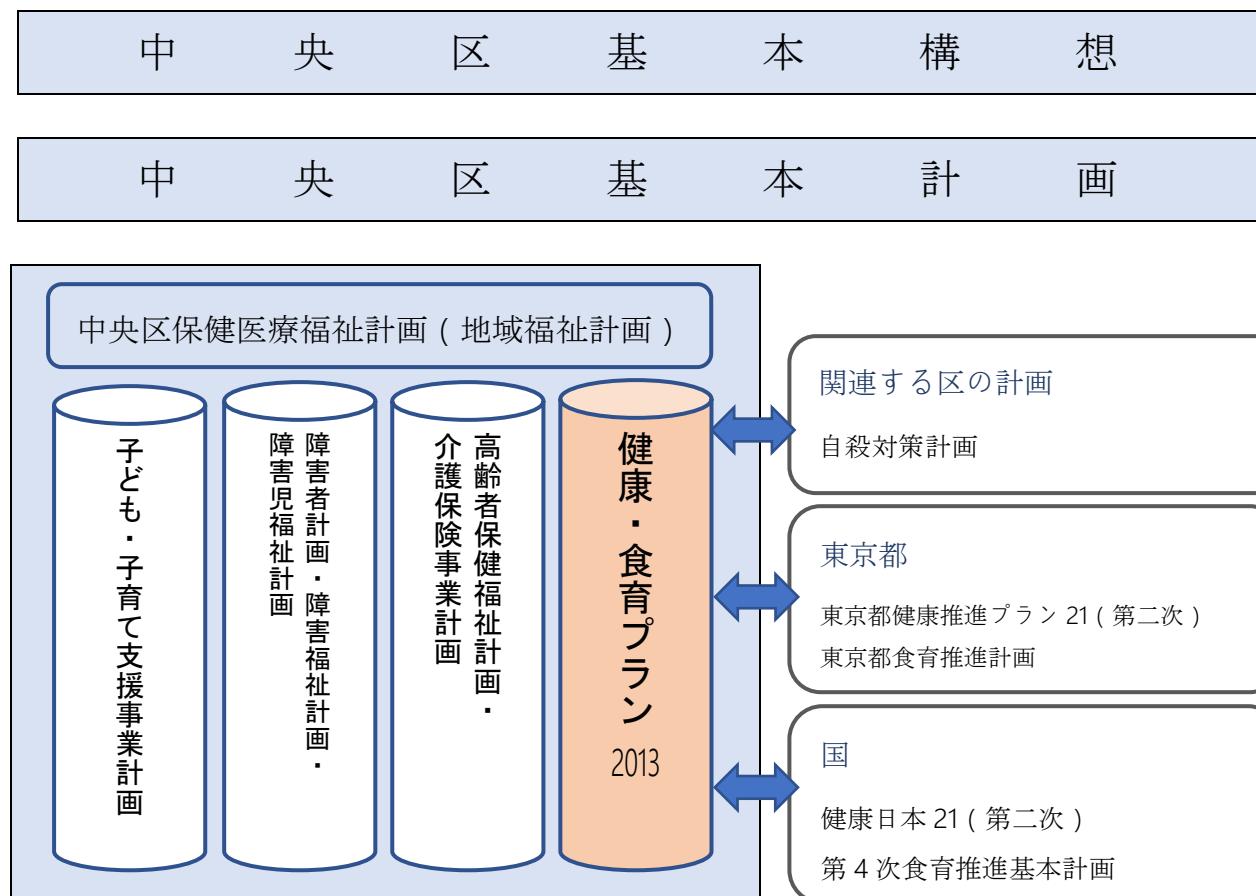 中央区基本構想
中央区基本計画
中央区保健医療福祉計画(地域福祉計画)
子ども・子育て支援事業計画
障害者計画・障害福祉計画・
障害児福祉計画
高齢者保健福祉計画・
介護保険事業計画
健康・食育プラン
2013
関連する区の計画
自殺対策計画
東京都
東京都健康推進プラン21(第二次)
東京都食育推進計画
国
健康日本21(第二次)
第4次食育推進基本計画